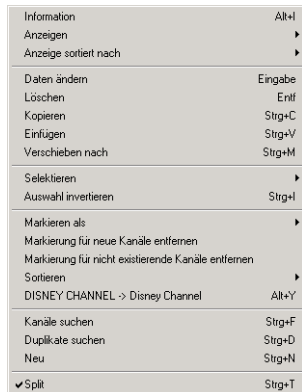 Information Alt+I
Anzeigen
Anzeige sortiert nach
Daten ändern Eingabe
Löschen Entf
Kopieren Strg+C
Einfügen Strg+V
Verschieben nach Strg+M
Selektieren
Auswahl invertieren Strg+I
Markieren als
Markierung für neue Kanäle entfernen
Markierung für nicht existierende Kanäle entfernen
Sortieren
DISNEY CHANNEL -> Disney Channel Alt+Y
Kanäle suchen Strg+F
Duplikate suchen Strg+D
Neu Strg+N
Split Strg+T